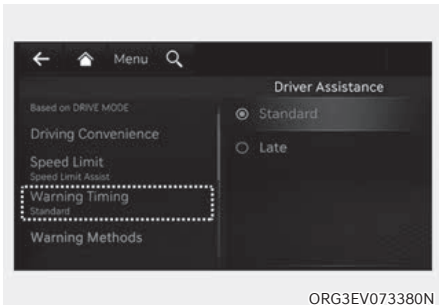 Menu
Driver Assistance
Based on DRIVE MODE
Driving Convenience
Speed Limit
Speed Limit Assist
Warning Timing
Standard
Warning Methods
Standard
Late
ORG3EV073380N